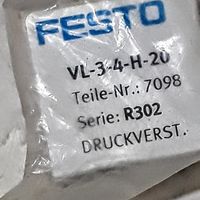 FESTO
VL-3-4-H-20
Teile-Nr.: 7098
Serie: R302
DRUCKVERST.